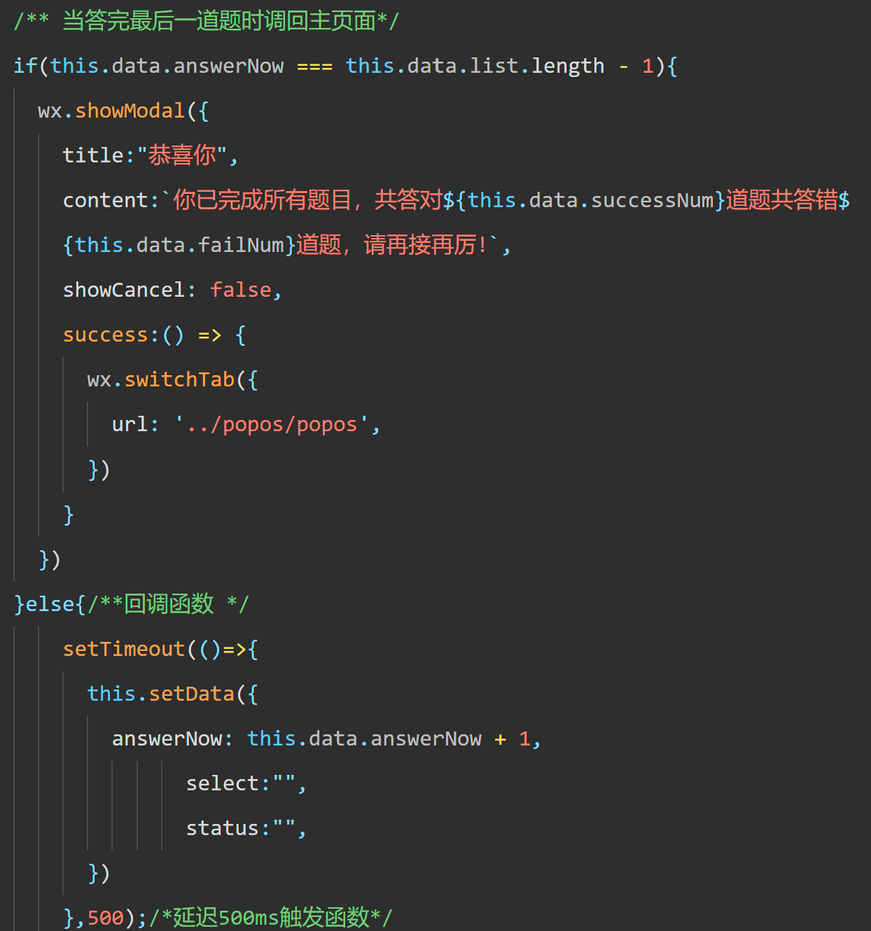 /** 当答完最后一道题时调回主页面*/
if(this.data.answerNow === this.data.list.length - 1){
wx.showModal({
title:"恭喜你",
content:`你已完成所有题目，共答对${this.data.successNum}道题共答错$
{this.data.failNum}道题，请再接再厉!`,
showCancel: false,
success:() => {
wx.switchTab({
url: '../popos/popos',
})
}
})
}else{/**回调函数 */
setTimeout(()=>{
this.setData({
answerNow: this.data.answerNow + 1,
select:"",
status:"",
})
},500);/*延迟500ms触发函数*/